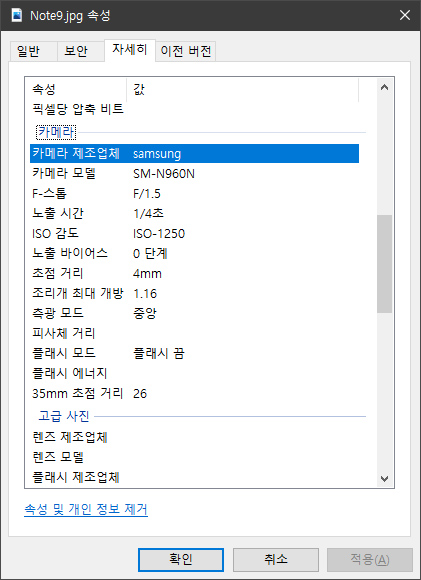 Note9.jpg 속성
일반 보안 자세히 이전 버전
속성 값
픽셀당 압축 비트
카메라
카메라 제조업체 samsung
카메라 모델 SM-N960N
F-스톱 F/1.5
노출 시간 1/4초
ISO 감도 ISO-1250
노출 바이어스 0 단계
초점 거리 4mm
조리개 최대 개방 1.16
측광 모드 중앙
피사체 거리
플래시 모드 플래시 끔
플래시 에너지
35mm 초점 거리 26
고급 사진
렌즈 제조업체
렌즈 모델
플래시 제조업체
속성 및 개인 정보 제거
확인 취소 적용(A)